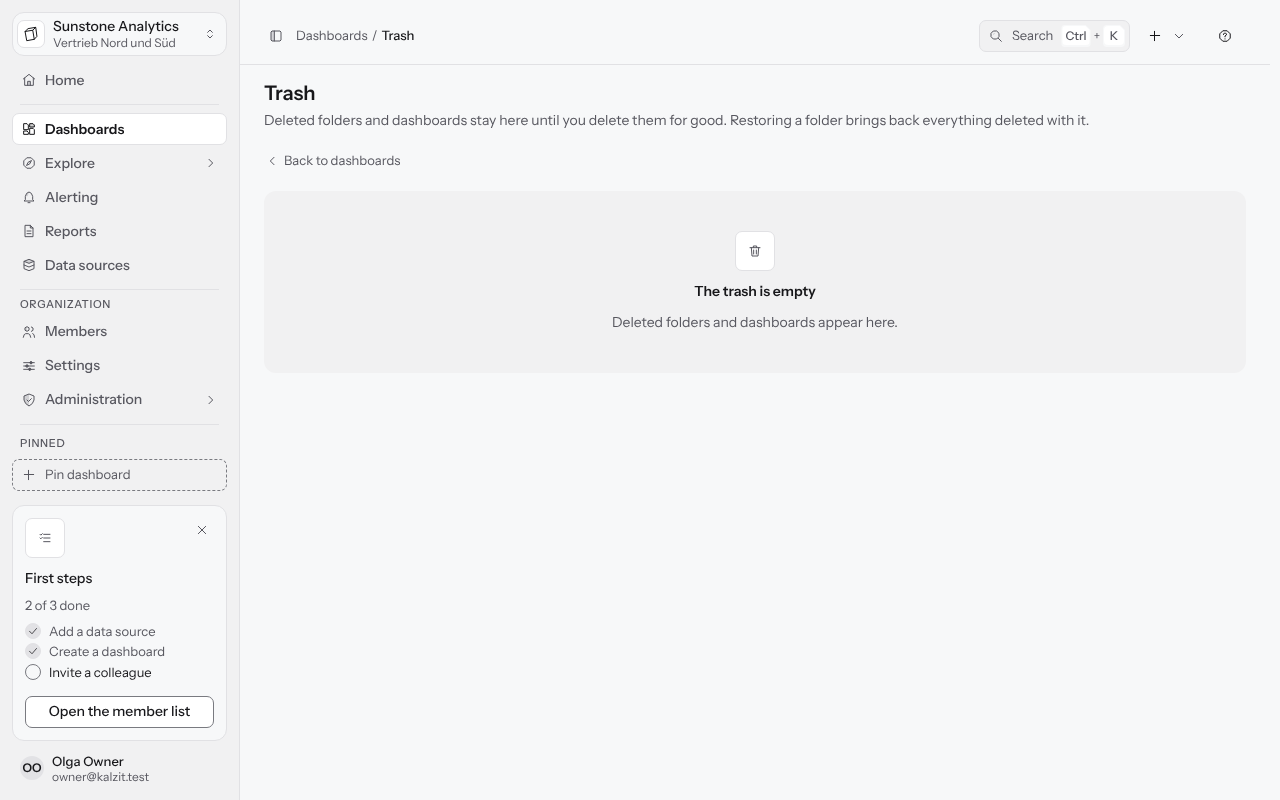 Sunstone Analytics
Vertrieb Nord und Süd
Home
Dashboards
Explore
Alerting
Reports
Data sources
ORGANIZATION
Members
Settings
Administration
PINNED
Pin dashboard
First steps
2 of 3 done
Add a data source
Create a dashboard
Invite a colleague
Open the member list
OO
Olga Owner
owner@kalzit.test
Dashboards / Trash
Search Ctrl + K
Trash
Deleted folders and dashboards stay here until you delete them for good. Restoring a folder brings back everything deleted with it.
Back to dashboards
The trash is empty
Deleted folders and dashboards appear here.